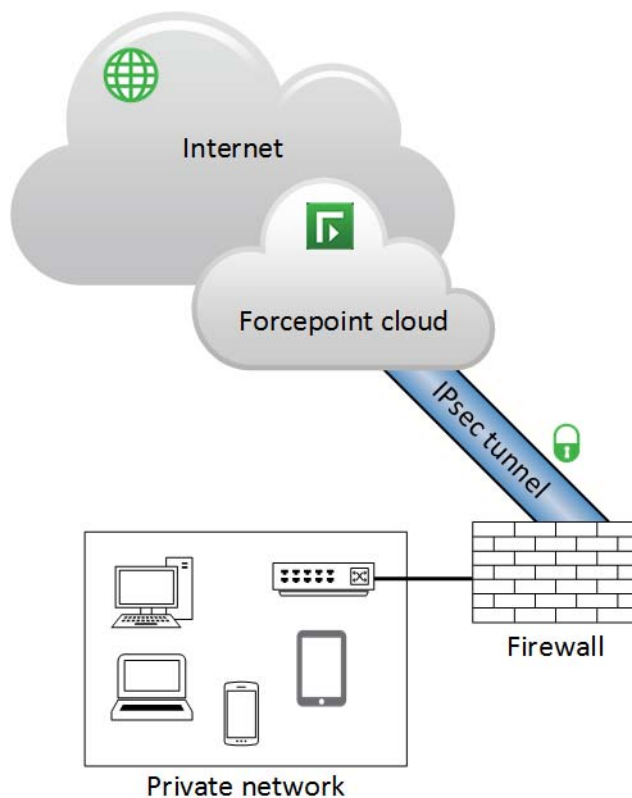 Internet
Forcepoint cloud
IPsec tunnel
Firewall
Private network